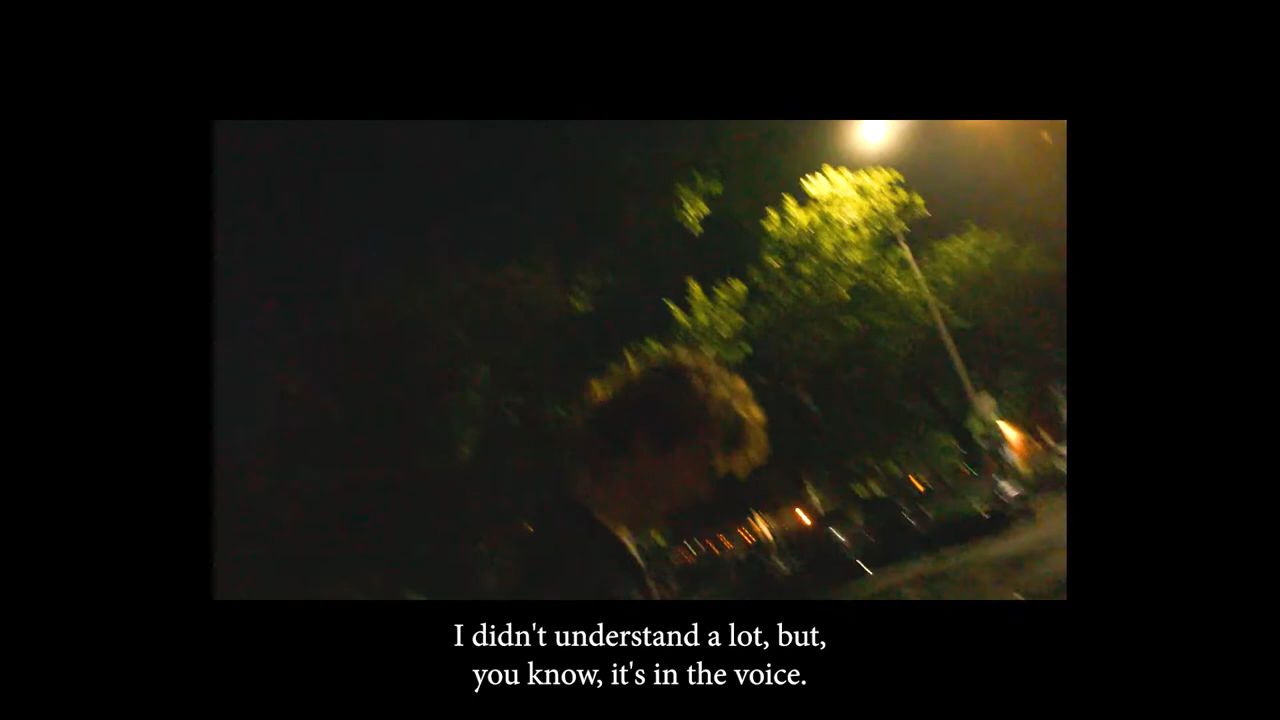 I didn't understand a lot, but,
you know, it's in the voice.